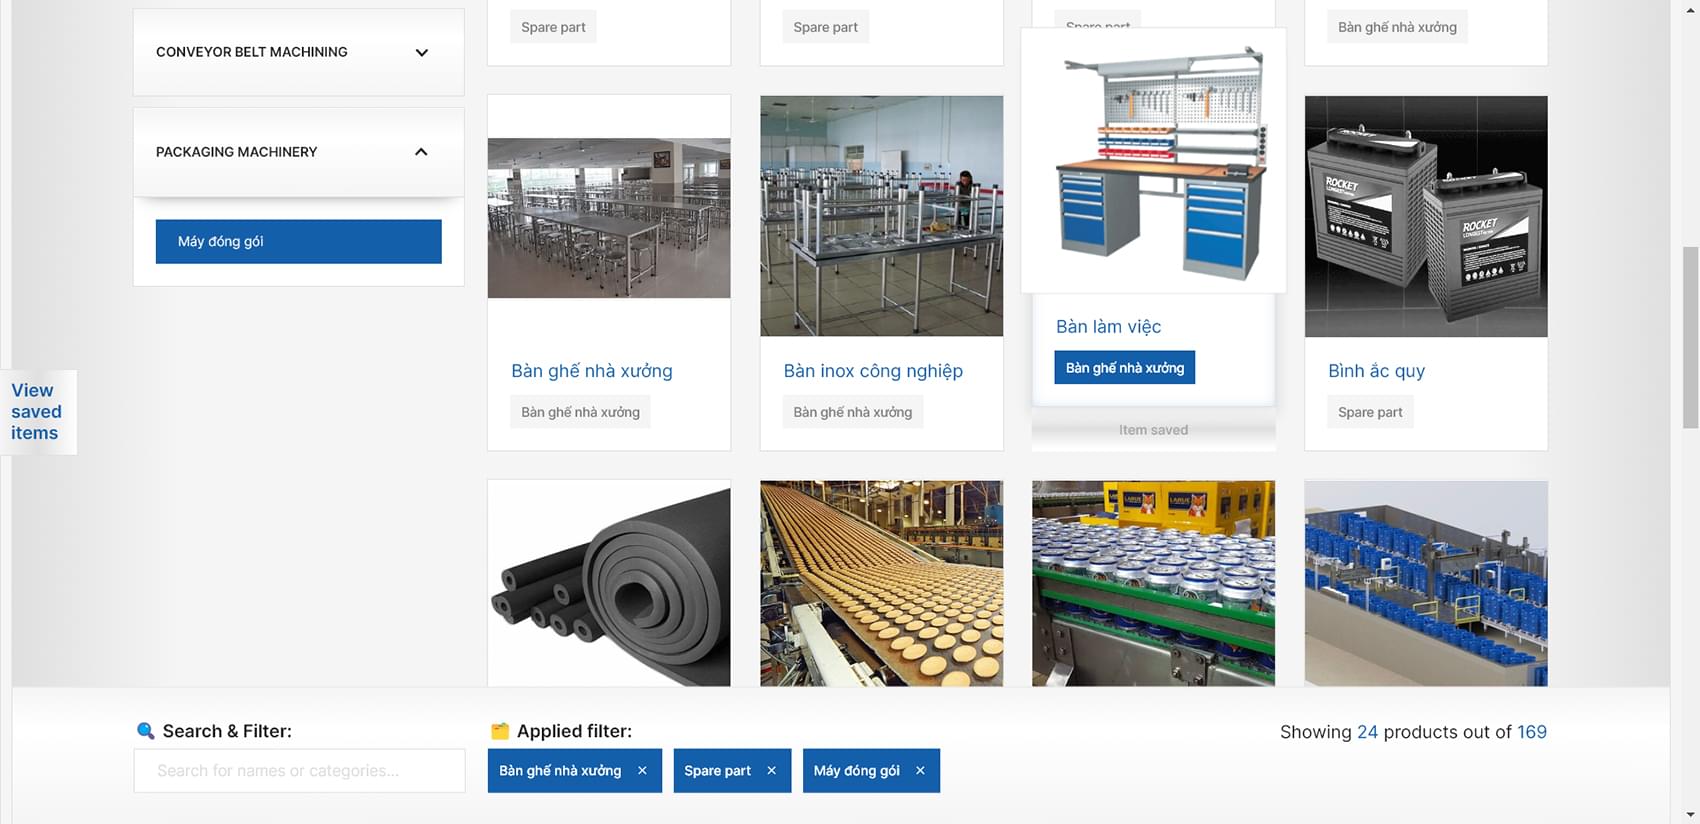 CONVEYOR BELT MACHINING
PACKAGING MACHINERY
Máy đóng gói
View
saved
items
Spare part
Spare part
Spare part
Bàn ghế nhà xưởng
Bàn ghế nhà xưởng
Bàn ghế nhà xưởng
Bàn inox công nghiệp
Bàn ghế nhà xưởng
Bàn làm việc
Bàn ghế nhà xưởng
Item saved
ROCKET
ROCKET
Bình ắc quy
Spare part
LARUE
LARUE
Search & Filter:
Search for names or categories...
Applied filter:
Bàn ghế nhà xưởng ×
Spare part ×
Máy đóng gói ×
Showing 24 products out of 169